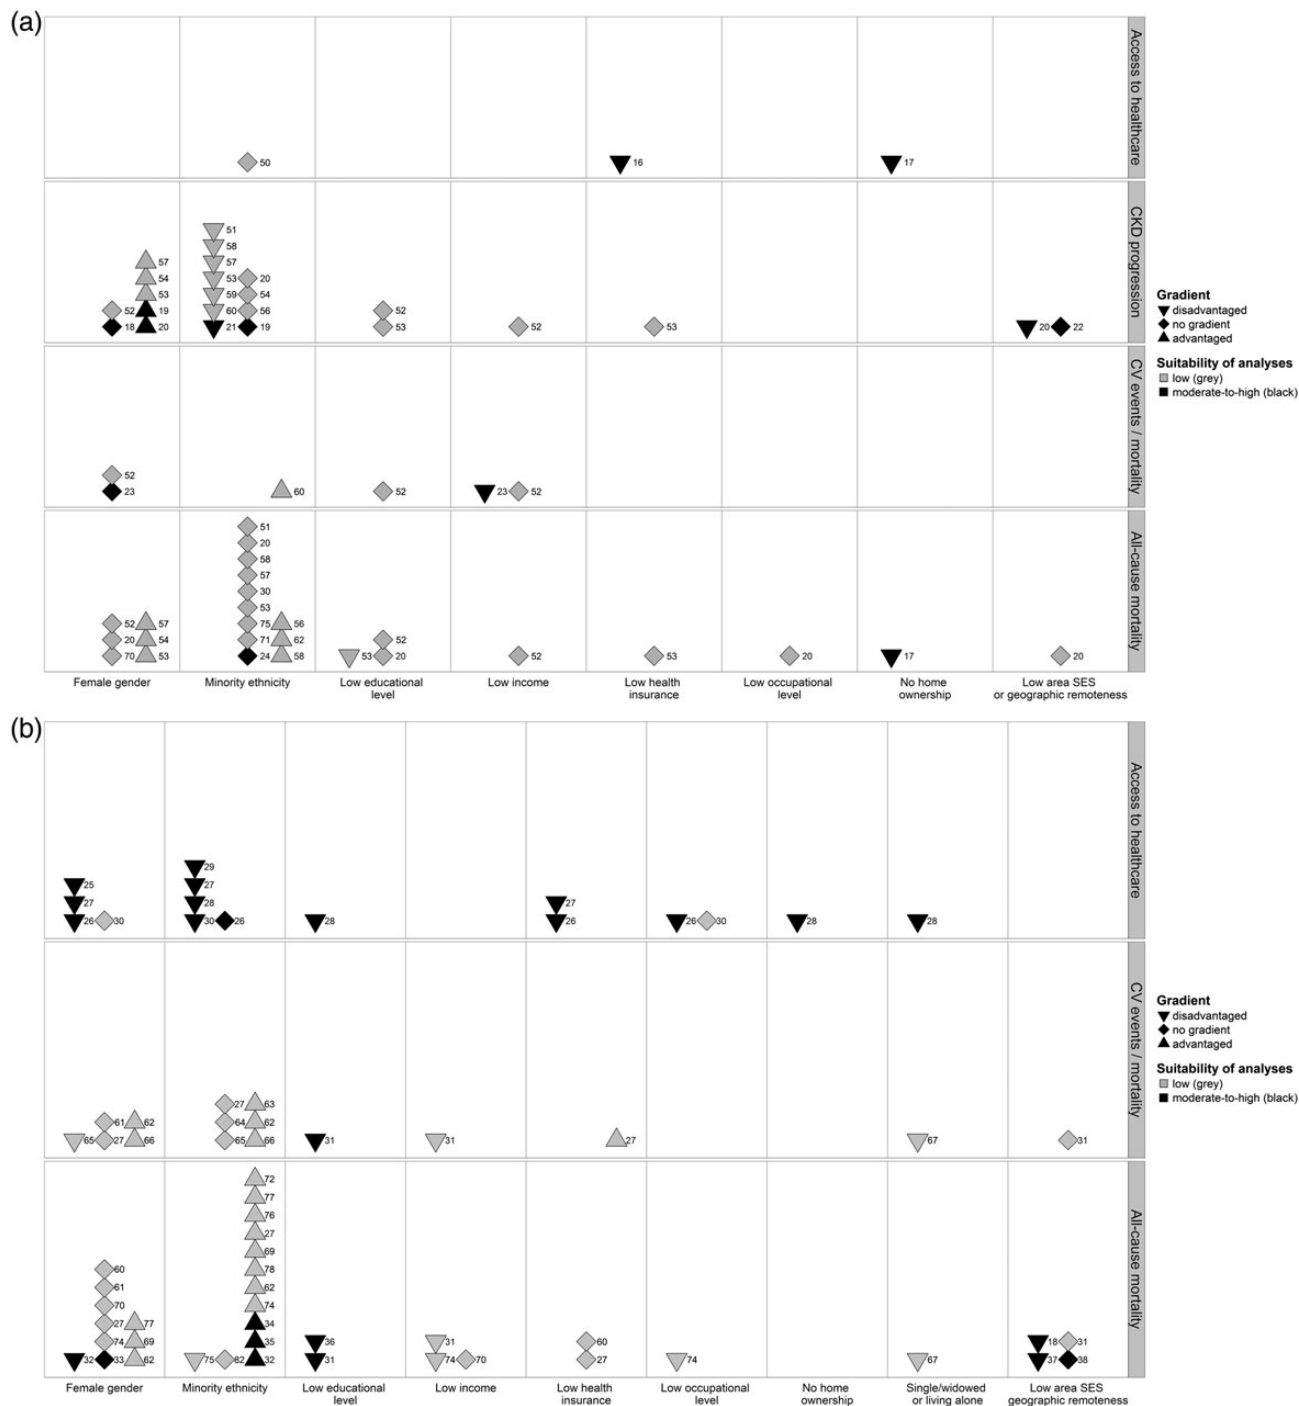 (a)
Access to healthcare
50
16
17
CKD progression
51
58
57
57
53
20
54
59
54
53
52
19
60
56
52
18
20
21
19
53
52
53
20
22
CV events / mortality
52
23
60
52
23
52
All-cause mortality
51
20
58
57
30
53
52
57
75
56
20
54
71
62
52
70
53
24
58
53
20
52
53
20
17
20
Female gender
Minority ethnicity
Low educational
level
Low income
Low health
insurance
Low occupational
level
No home
ownership
Low area SES
or geographic remoteness
Gradient
disadvantaged
no gradient
advantaged
Suitability of analyses
low (grey)
moderate-to-high (black)
(b)
Access to healthcare
29
25
27
27
28
27
26
30
30
26
28
26
26
30
28
28
CV events / mortality
27
63
61
62
64
62
65
27
66
65
66
31
31
27
67
31
All-cause mortality
72
77
76
27
69
60
78
61
62
70
74
27
77
34
74
69
35
36
31
60
18
31
32
33
62
75
62
32
31
74
70
27
74
67
37
38
Female gender
Minority ethnicity
Low educational
level
Low income
Low health
insurance
Low occupational
level
No home
ownership
Single/widowed
or living alone
Low area SES
geographic remoteness
Gradient
disadvantaged
no gradient
advantaged
Suitability of analyses
low (grey)
moderate-to-high (black)